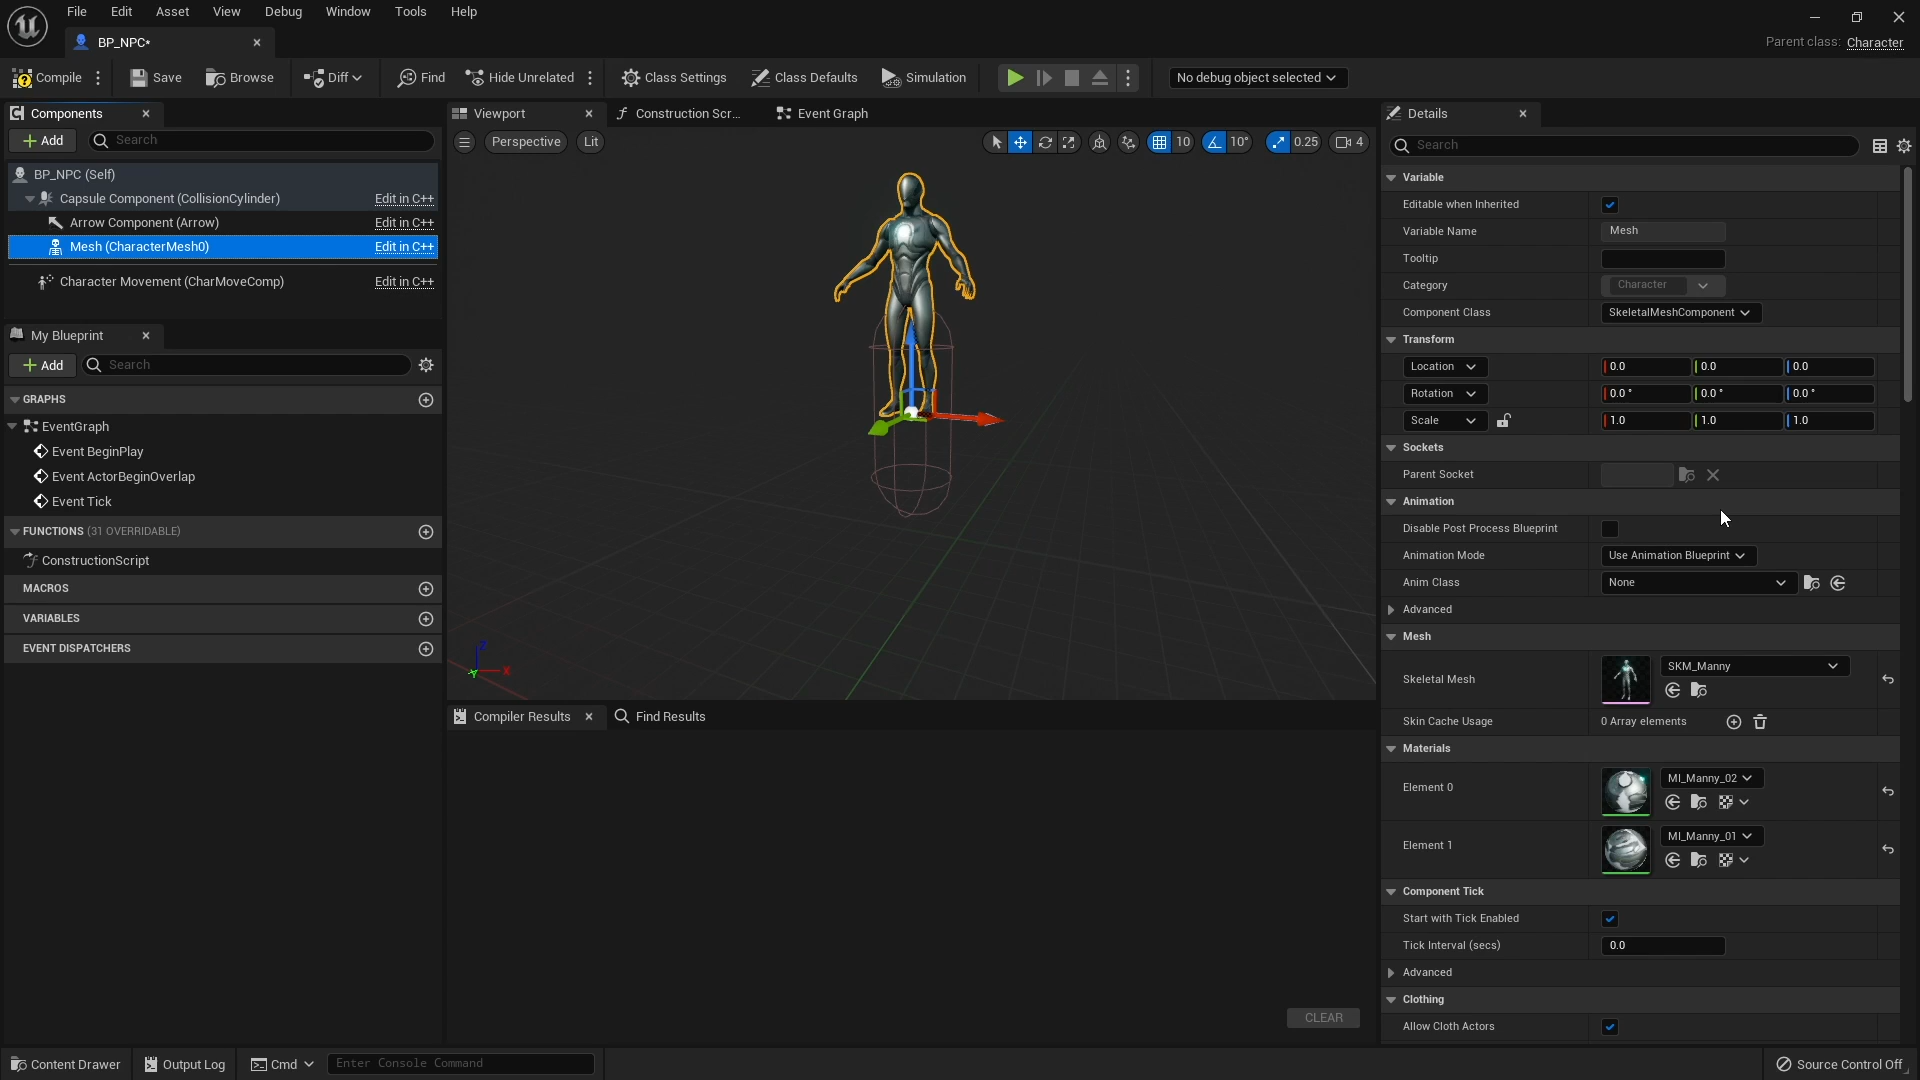 File Edit Asset View Debug Window Tools Help
BP_NPC*
Parent class: Character
Compile Save Browse Diff Find Hide Unrelated Class Settings Class Defaults Simulation No debug object selected
Components
Add Search
BP_NPC (Self)
Capsule Component (CollisionCylinder) Edit in C++
Arrow Component (Arrow) Edit in C++
Mesh (CharacterMesh0) Edit in C++
Character Movement (CharMoveComp) Edit in C++
My Blueprint
Add Search
GRAPHS
EventGraph
Event BeginPlay
Event ActorBeginOverlap
Event Tick
FUNCTIONS (31 OVERRIDABLE)
ConstructionScript
MACROS
VARIABLES
EVENT DISPATCHERS
Viewport Construction Scr... Event Graph
Perspective Lit 10 10° 0.25 4
Z
X
Y
Compiler Results Find Results
CLEAR
Details
Search
Variable
Editable when Inherited
Variable Name Mesh
Tooltip
Category Character
Component Class SkeletalMeshComponent
Transform
Location 0.0 0.0 0.0
Rotation 0.0 ° 0.0 ° 0.0 °
Scale 1.0 1.0 1.0
Sockets
Parent Socket
Animation
Disable Post Process Blueprint
Animation Mode Use Animation Blueprint
Anim Class None
Advanced
Mesh
Skeletal Mesh SKM_Manny
Skin Cache Usage 0 Array elements
Materials
Element 0 MI_Manny_02
Element 1 MI_Manny_01
Component Tick
Start with Tick Enabled
Tick Interval (secs) 0.0
Advanced
Clothing
Allow Cloth Actors
Content Drawer Output Log Cmd Enter Console Command Source Control Off